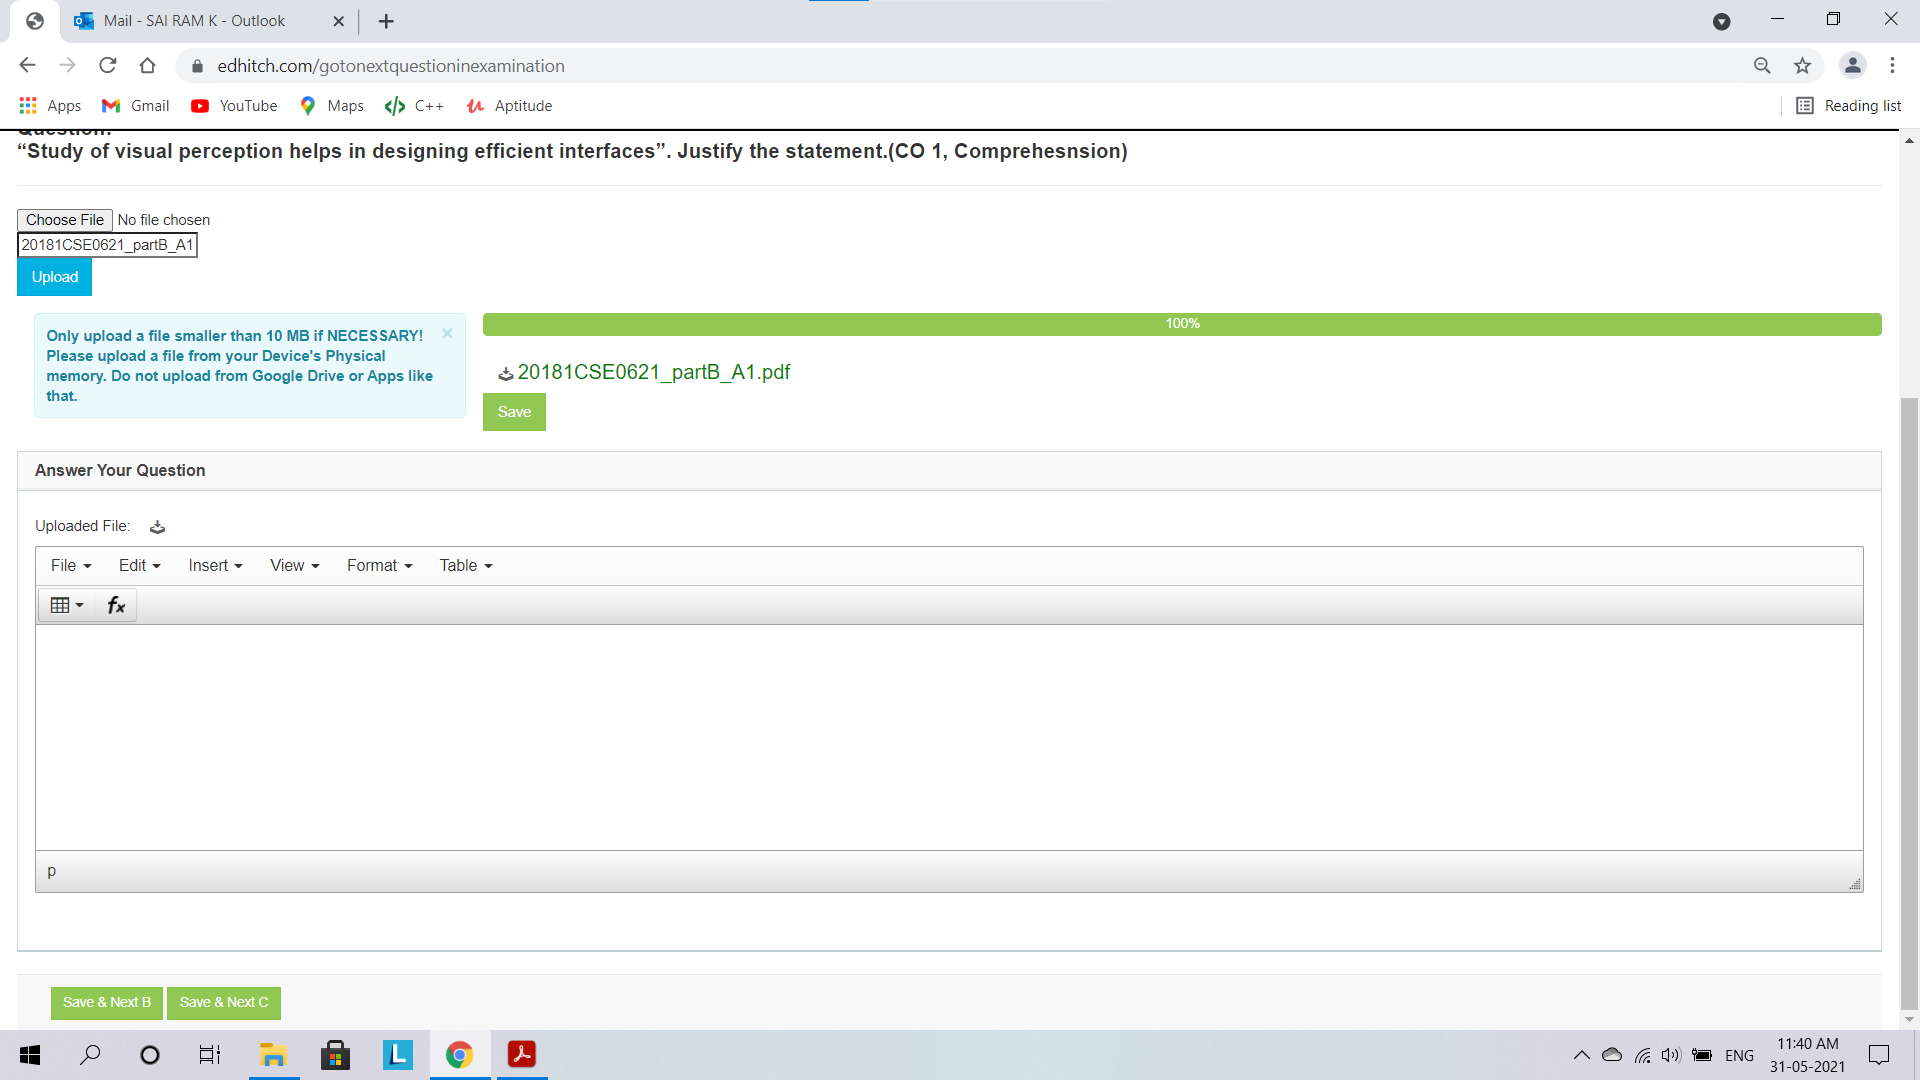 Mail - SAI RAM K - Outlook
edhitch.com/gotonextquestioninexamination
Apps
Gmail
YouTube
Maps
C++
Aptitude
Reading list
Question:
“Study of visual perception helps in designing efficient interfaces”. Justify the statement.(CO 1, Comprehesnsion)
Choose File No file chosen
20181CSE0621_partB_A1
Upload
Only upload a file smaller than 10 MB if NECESSARY!
Please upload a file from your Device's Physical
memory. Do not upload from Google Drive or Apps like
that.
100%
20181CSE0621_partB_A1.pdf
Save
Answer Your Question
Uploaded File:
File Edit Insert View Format Table
fx
p
Save & Next B Save & Next C
L
ENG
11:40 AM
31-05-2021